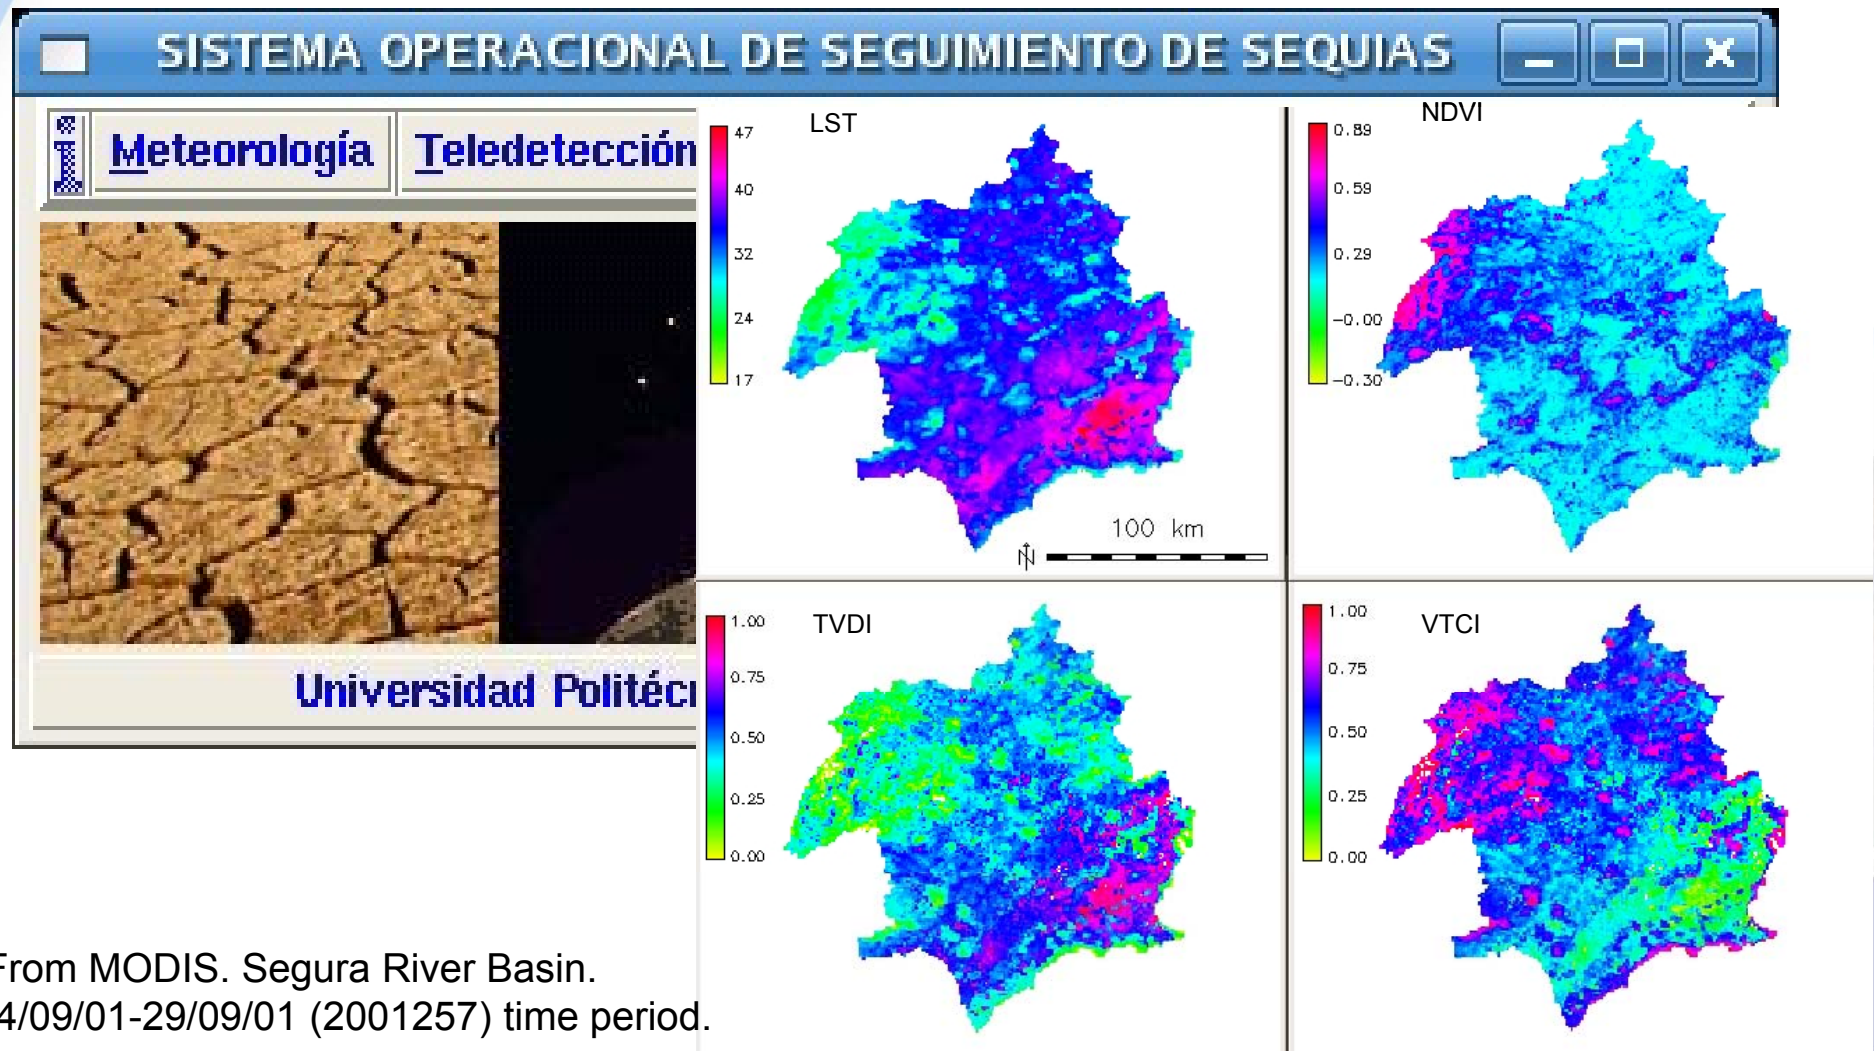 SISTEMA OPERACIONAL DE SEGUIMIENTO DE SEQUIAS
i Meteorología Teledetección
LST
47
40
32
24
17
100 km
N
NDVI
0.89
0.59
0.29
-0.00
-0.30
TVDI
1.00
0.75
0.50
0.25
0.00
VTCI
1.00
0.75
0.50
0.25
0.00
Universidad
From MODIS. Segura River Basin.
4/09/01-29/09/01 (2001257) time period.